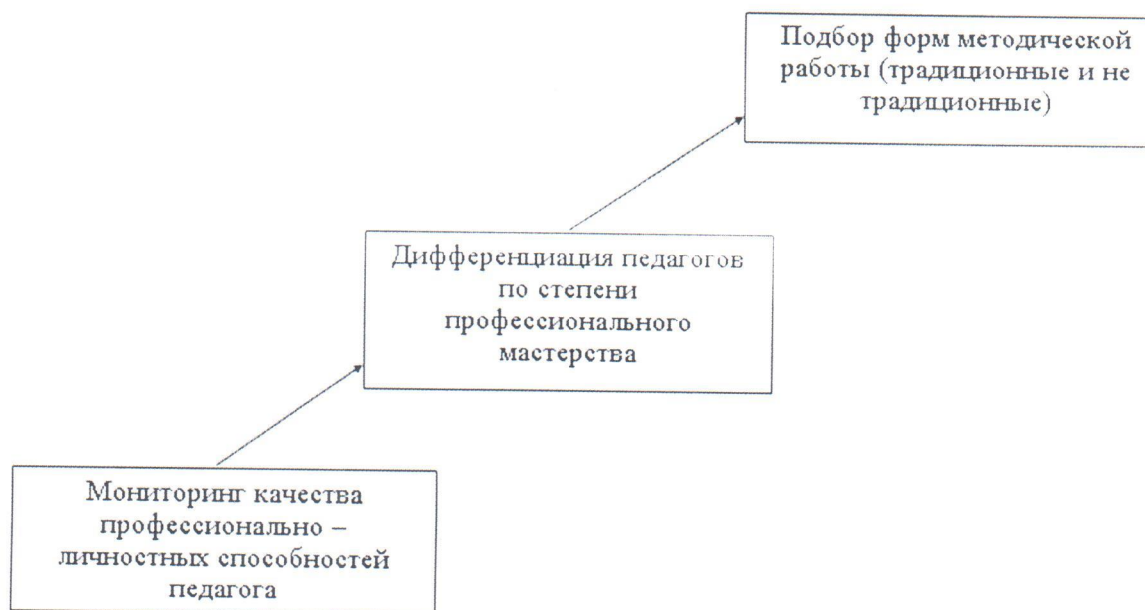 Подбор форм методической
работы (традиционные и не
традиционные)
Дифференциация педагогов
по степени
профессионального
мастерства
Мониторинг качества
профессионально –
личностных способностей
педагога